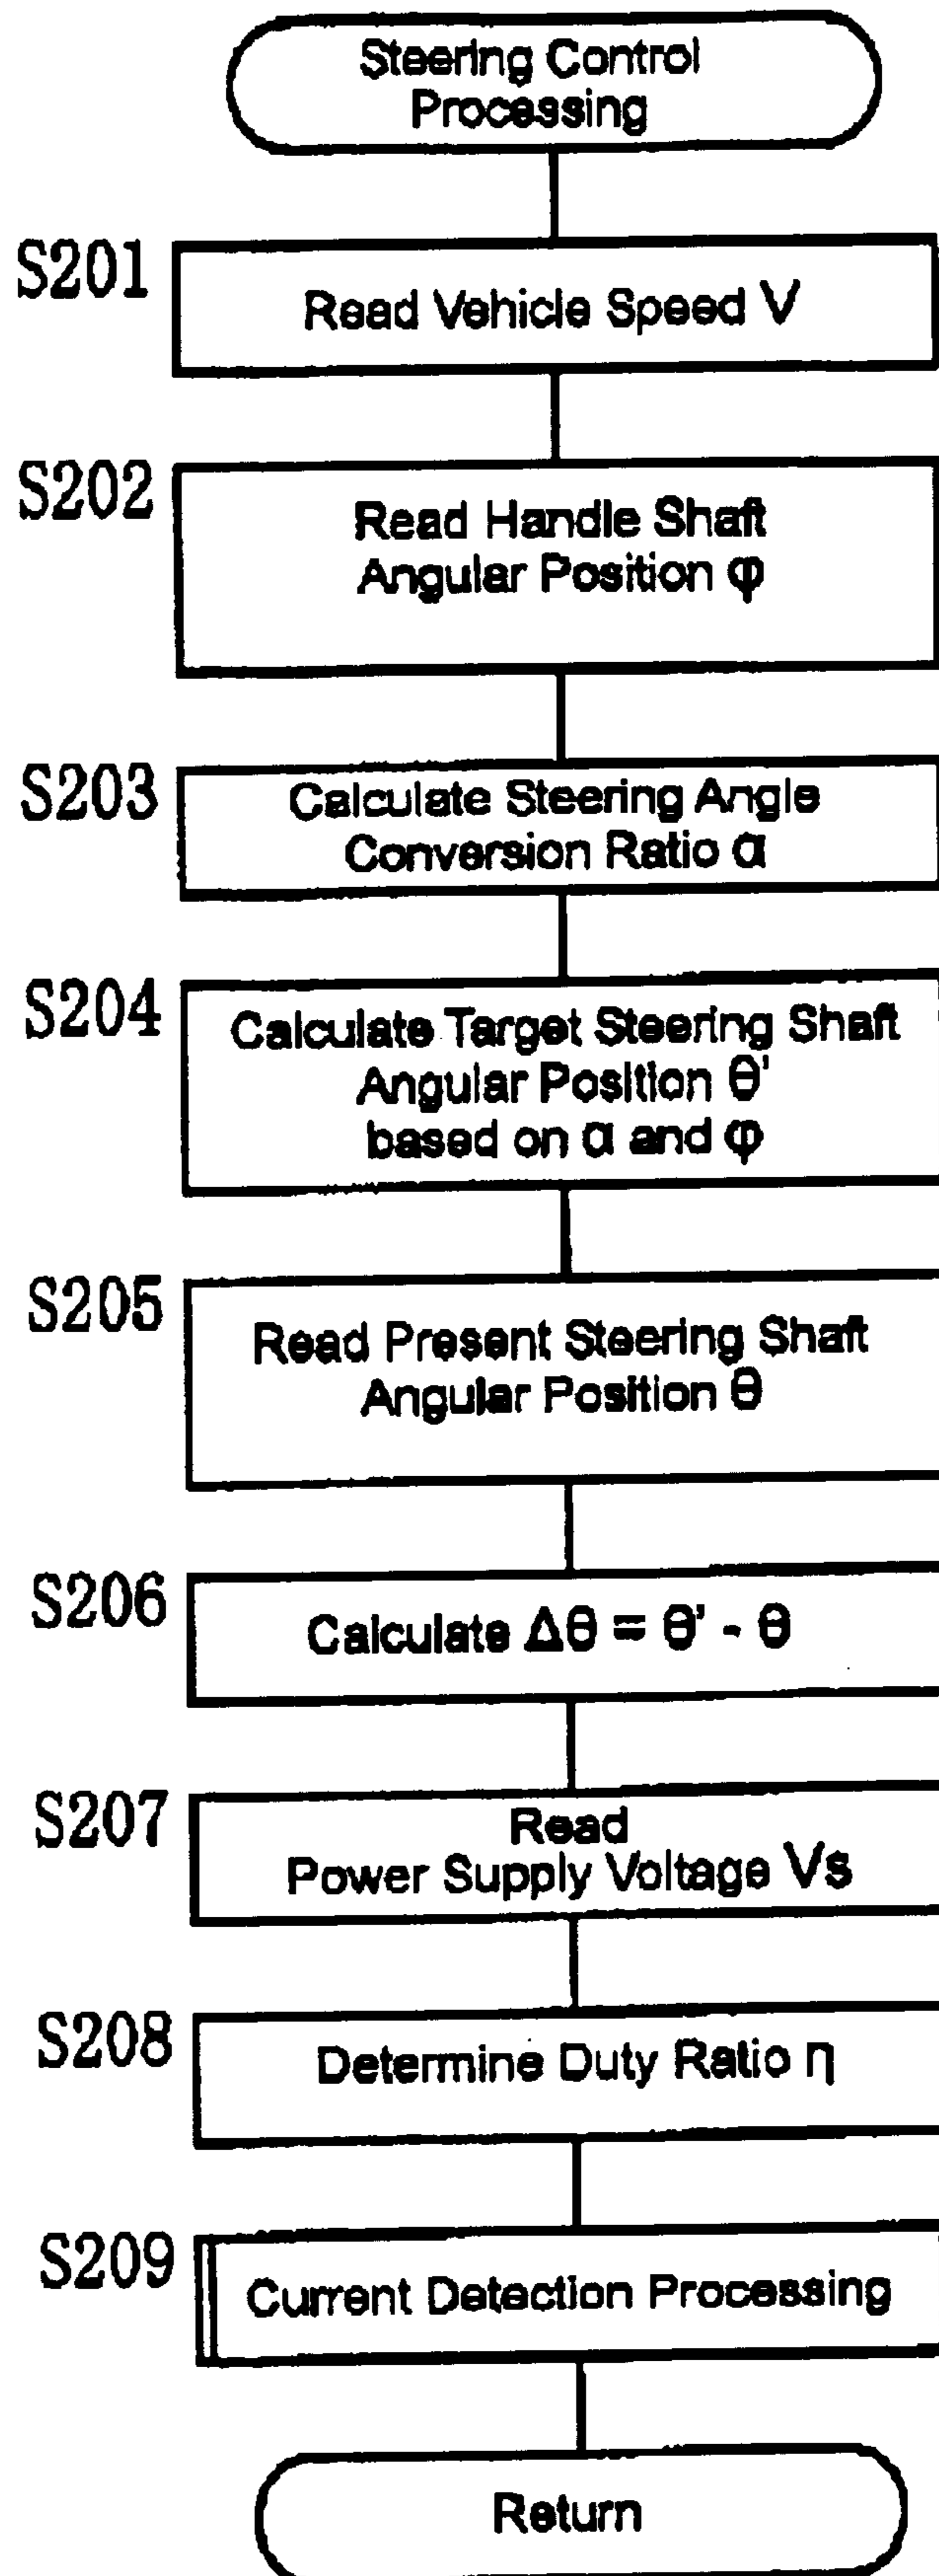 Steering Control
Processing
S201
Read Vehicle Speed V
S202
Read Handle Shaft
Angular Position φ
S203
Calculate Steering Angle
Conversion Ratio α
S204
Calculate Target Steering Shaft
Angular Position θ'
based on α and φ
S205
Read Present Steering Shaft
Angular Position θ
S206
Calculate Δθ = θ' - θ
S207
Read
Power Supply Voltage Vs
S208
Determine Duty Ratio η
S209
Current Detection Processing
Return